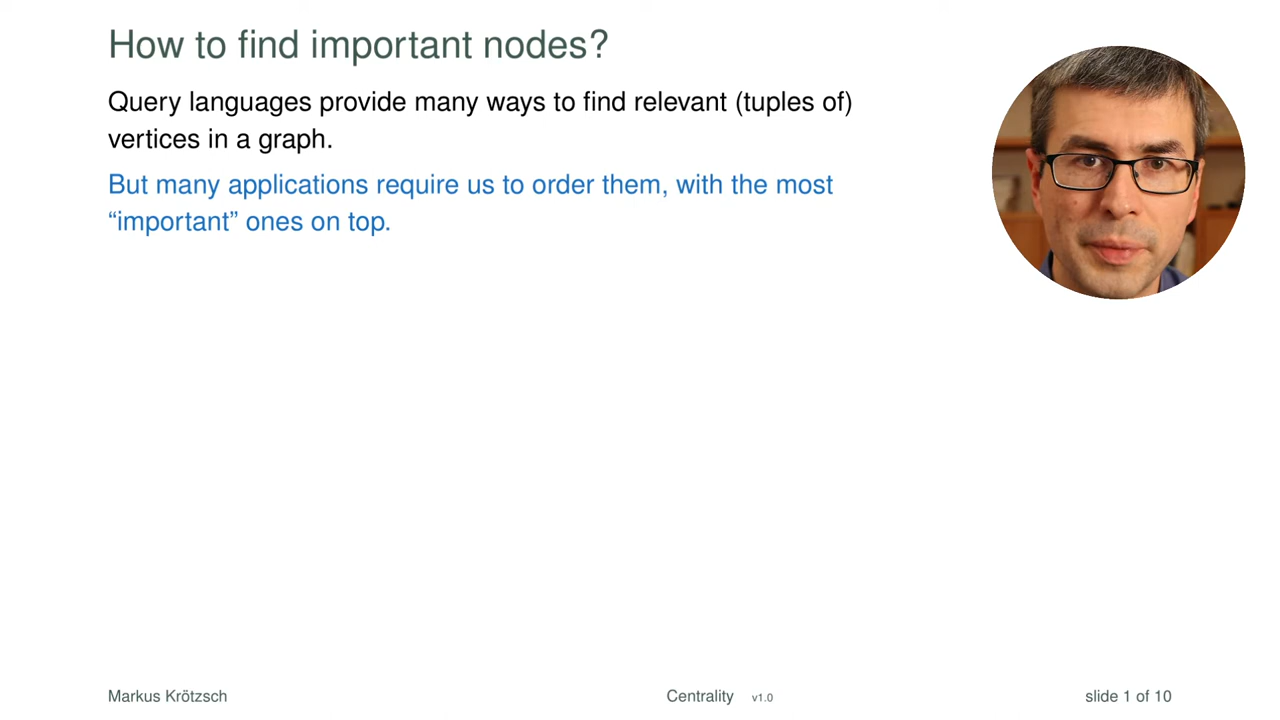 How to find important nodes?
Query languages provide many ways to find relevant (tuples of)
vertices in a graph.
But many applications require us to order them, with the most
“important” ones on top.
Markus Krötzsch
Centrality v1.0
slide 1 of 10